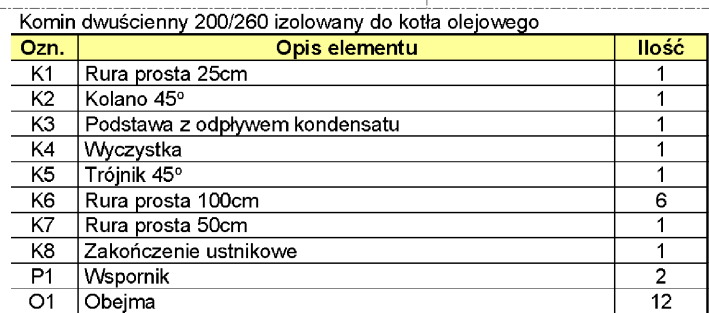 Komin dwuścienny 200/260 izolowany do kotła olejowego
Ozn. Opis elementu Ilość
K1 Rura prosta 25cm 1
K2 Kolano 45º 1
K3 Podstawa z odpływem kondensatu 1
K4 Wyczystka 1
K5 Trójnik 45º 1
K6 Rura prosta 100cm 6
K7 Rura prosta 50cm 1
K8 Zakończenie ustnikowe 1
P1 Wspornik 2
O1 Obejma 12